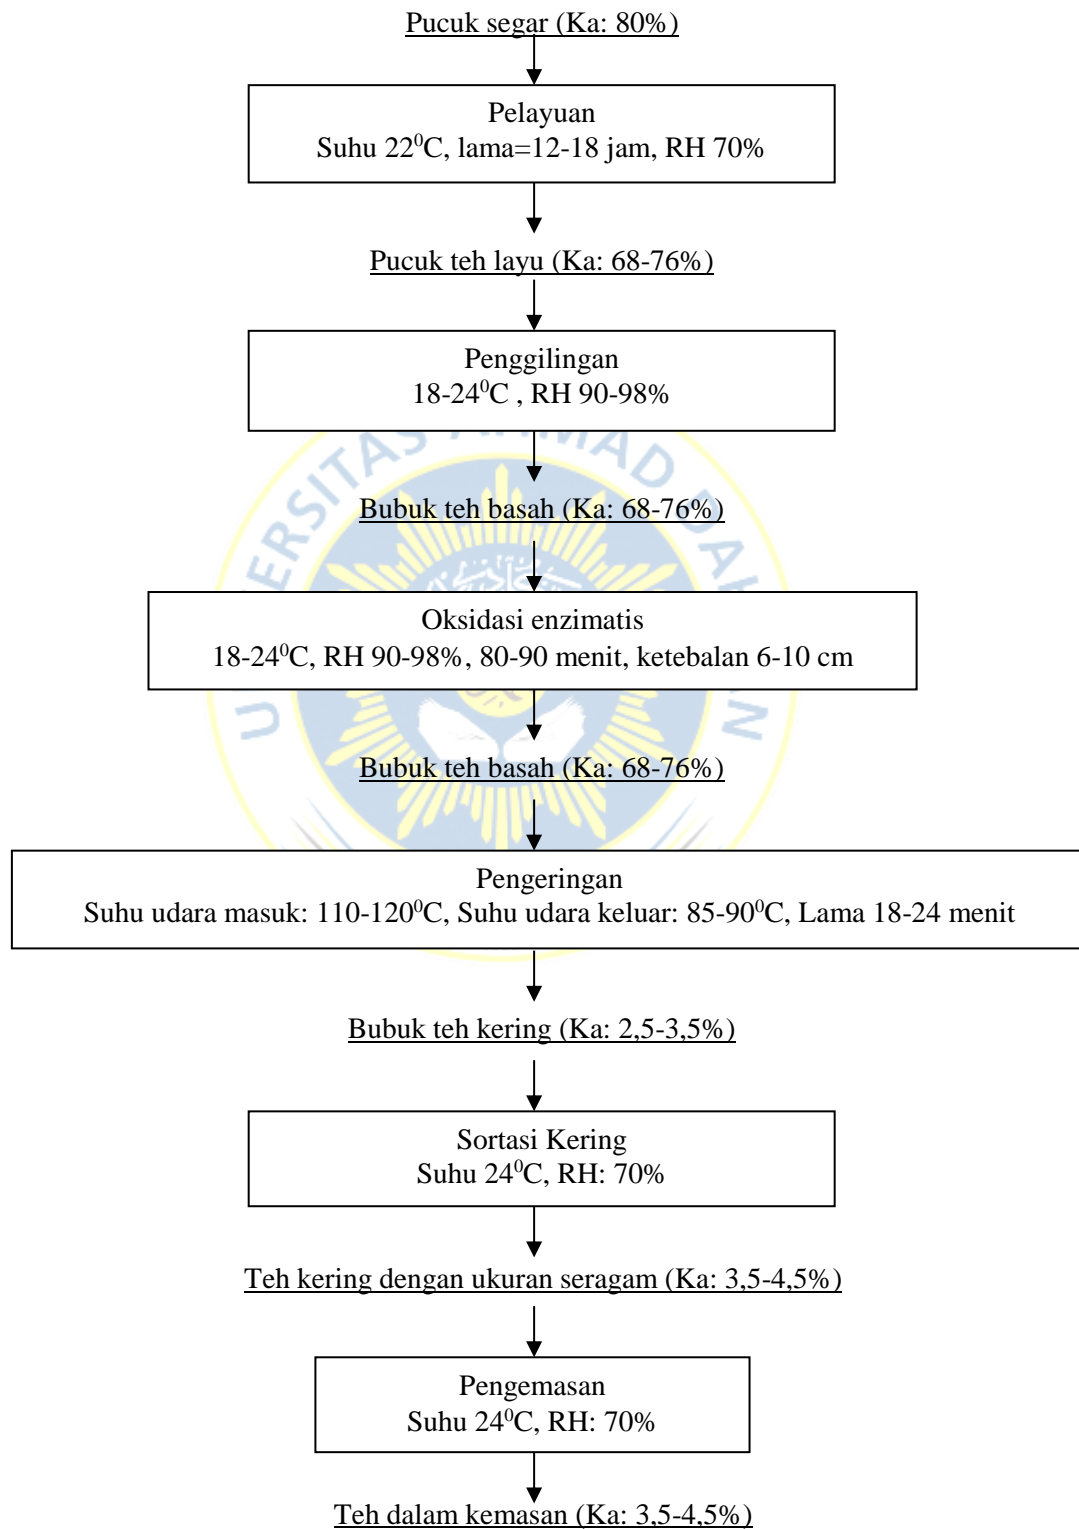 Pucuk segar (Ka: 80%)
Pelayuan
Suhu 22⁰C, lama=12-18 jam, RH 70%
Pucuk teh layu (Ka: 68-76%)
Penggilingan
18-24⁰C , RH 90-98%
Bubuk teh basah (Ka: 68-76%)
Oksidasi enzimatis
18-24⁰C, RH 90-98%, 80-90 menit, ketebalan 6-10 cm
Bubuk teh basah (Ka: 68-76%)
Pengeringan
Suhu udara masuk: 110-120⁰C, Suhu udara keluar: 85-90⁰C, Lama 18-24 menit
Bubuk teh kering (Ka: 2,5-3,5%)
Sortasi Kering
Suhu 24⁰C, RH: 70%
Teh kering dengan ukuran seragam (Ka: 3,5-4,5%)
Pengemasan
Suhu 24⁰C, RH: 70%
Teh dalam kemasan (Ka: 3,5-4,5%)